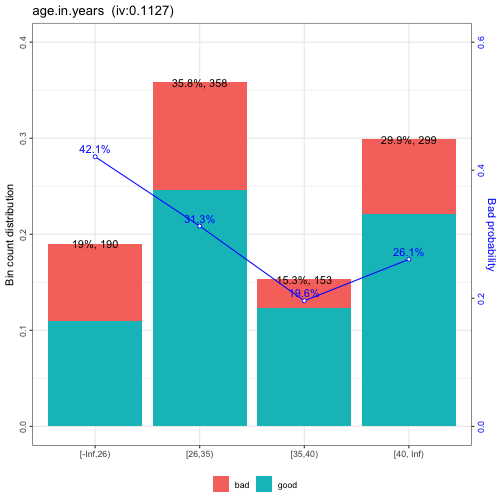 age.in.years (iv:0.1127)
Bin count distribution
0.4
0.3
0.2
0.1
0.0
42.1%
31.3%
19.6%
26.1%
19%, 190
35.8%, 358
15.3%, 153
29.9%, 299
0.6
0.4
0.2
0.0
Bad probability
[-Inf,26)
[26,35)
[35,40)
[40, Inf)
bad
good